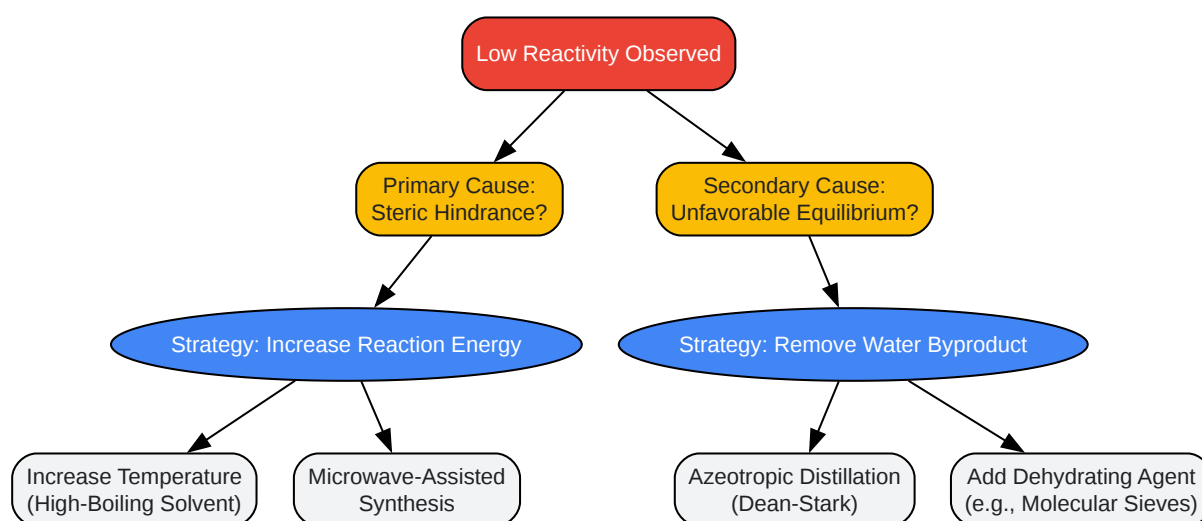 Low Reactivity Observed
Primary Cause:
Steric Hindrance?
Secondary Cause:
Unfavorable Equilibrium?
Strategy: Increase Reaction Energy
Strategy: Remove Water Byproduct
Increase Temperature
(High-Boiling Solvent)
Microwave-Assisted
Synthesis
Azeotropic Distillation
(Dean-Stark)
Add Dehydrating Agent
(e.g., Molecular Sieves)